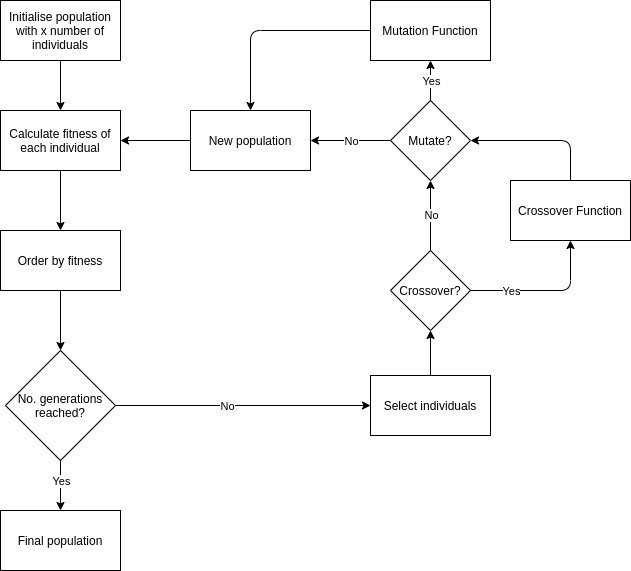 Initialise population
with x number of
individuals
Mutation Function
Yes
Calculate fitness of
each individual
New population
No
Mutate?
No
Crossover Function
Order by fitness
Crossover?
Yes
No. generations
reached?
No
Select individuals
Yes
Final population